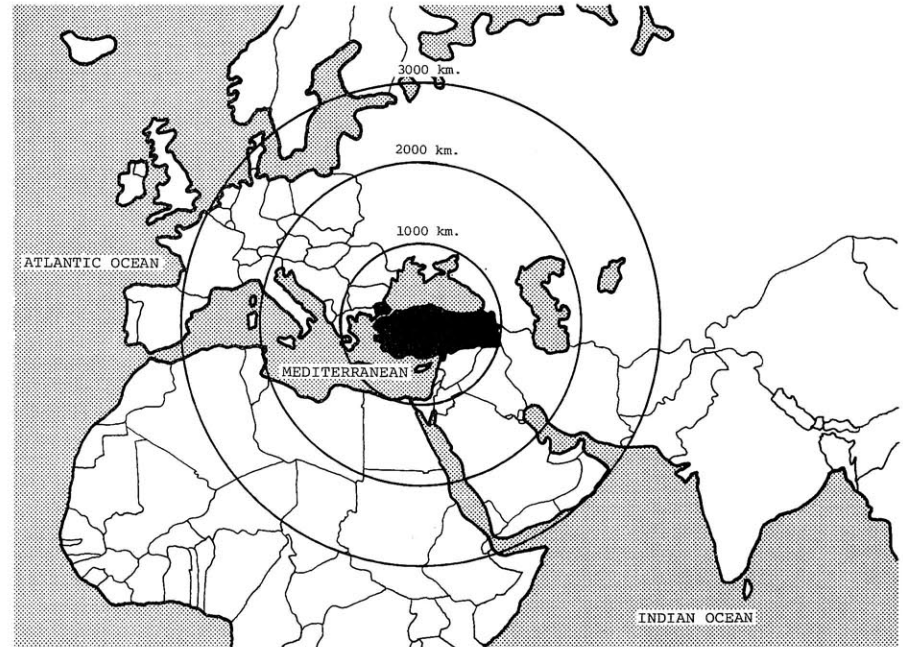 3000 km.
2000 km.
1000 km.
ATLANTIC OCEAN
MEDITERRANEAN
INDIAN OCEAN